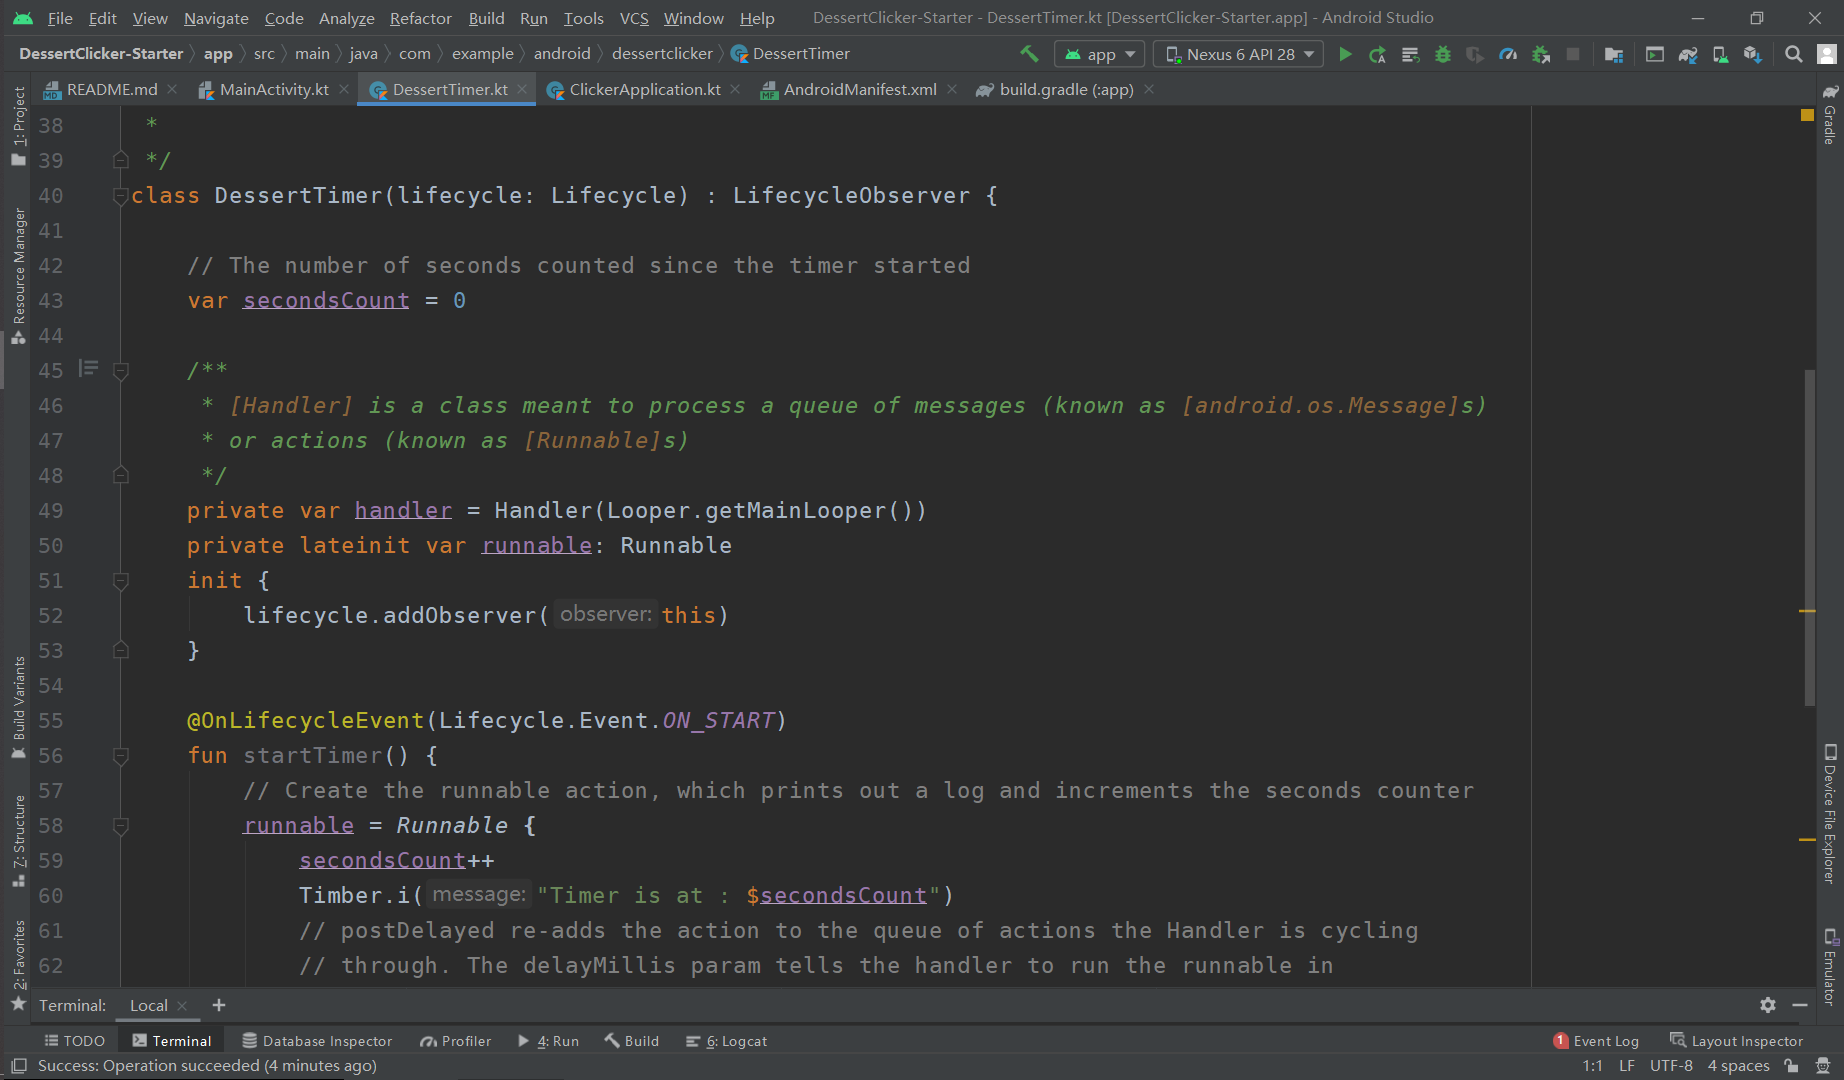 File Edit View Navigate Code Analyze Refactor Build Run Tools VCS Window Help DessertClicker-Starter - DessertTimer.kt [DessertClicker-Starter.app] - Android Studio
DessertClicker-Starter app src main java com example android dessertclicker DessertTimer app Nexus 6 API 28
README.md MainActivity.kt DessertTimer.kt ClickerApplication.kt AndroidManifest.xml build.gradle (:app)
38 *
39 */
40 class DessertTimer(lifecycle: Lifecycle) : LifecycleObserver {
41
42 // The number of seconds counted since the timer started
43 var secondsCount = 0
44
45 /**
46 * [Handler] is a class meant to process a queue of messages (known as [android.os.Message]s)
47 * or actions (known as [Runnable]s)
48 */
49 private var handler = Handler(Looper.getMainLooper())
50 private lateinit var runnable: Runnable
51 init {
52 lifecycle.addObserver( observer: this)
53 }
54
55 @OnLifecycleEvent(Lifecycle.Event.ON_START)
56 fun startTimer() {
57 // Create the runnable action, which prints out a log and increments the seconds counter
58 runnable = Runnable {
59 secondsCount++
60 Timber.i( message: "Timer is at : $secondsCount")
61 // postDelayed re-adds the action to the queue of actions the Handler is cycling
62 // through. The delayMillis param tells the handler to run the runnable in
1: Project
Resource Manager
Build Variants
7: Structure
2: Favorites
Gradle
Device File Explorer
Emulator
Terminal: Local +
TODO Terminal Database Inspector Profiler 4: Run Build 6: Logcat 1 Event Log Layout Inspector
Success: Operation succeeded (4 minutes ago) 1:1 LF UTF-8 4 spaces